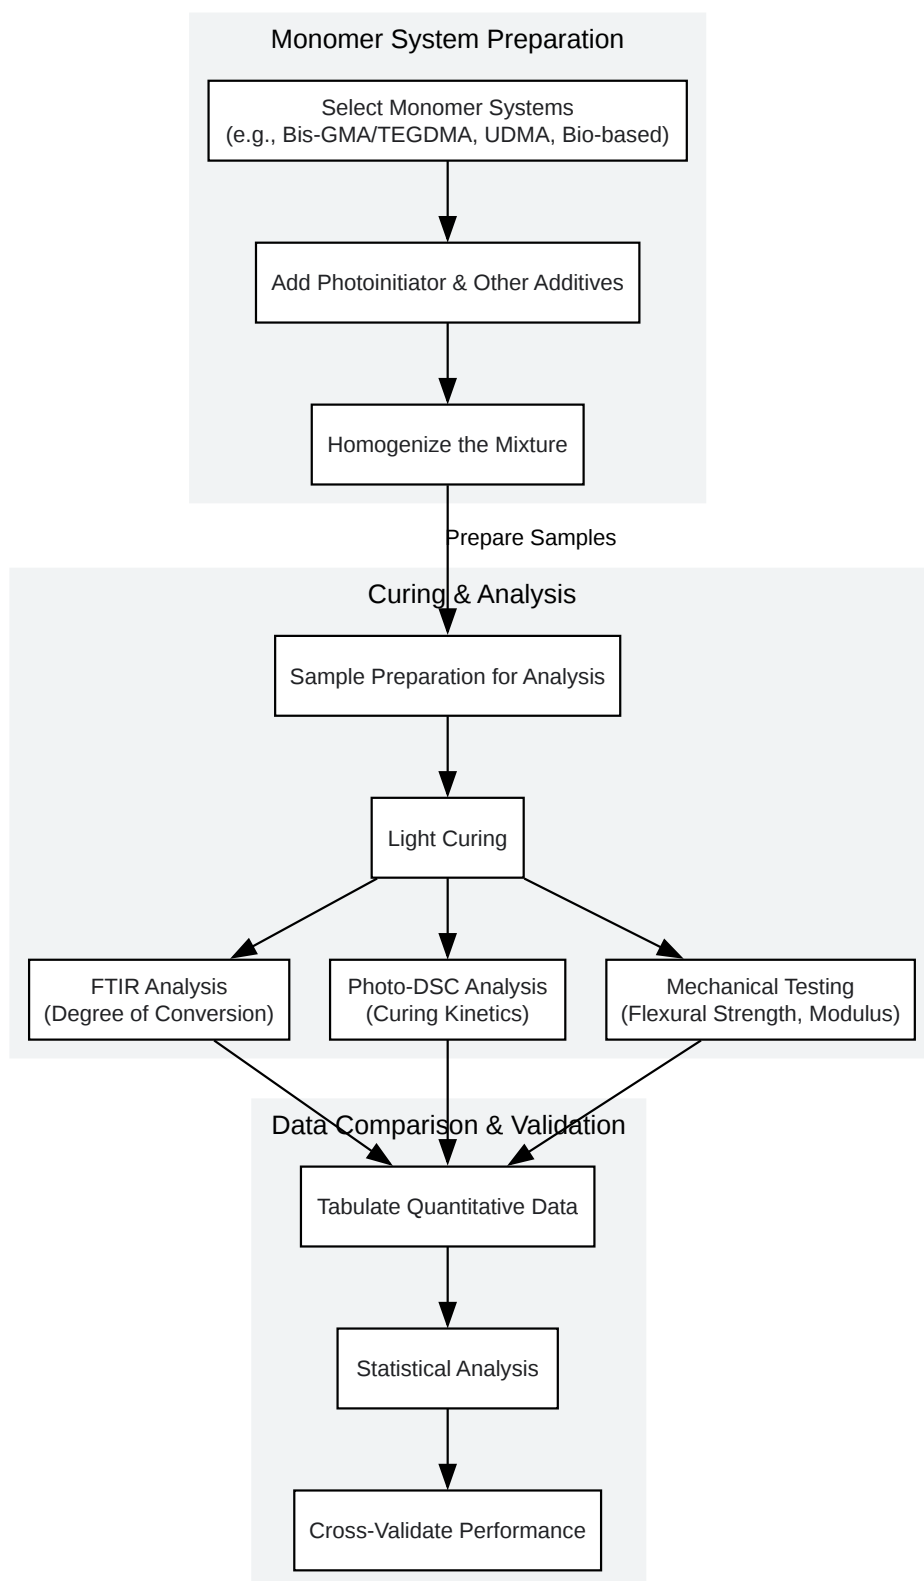 Monomer System Preparation
Select Monomer Systems
(e.g., Bis-GMA/TEGDMA, UDMA, Bio-based)
Add Photoinitiator & Other Additives
Homogenize the Mixture
Prepare Samples
Curing & Analysis
Sample Preparation for Analysis
Light Curing
FTIR Analysis
(Degree of Conversion)
Photo-DSC Analysis
(Curing Kinetics)
Mechanical Testing
(Flexural Strength, Modulus)
Data Comparison & Validation
Tabulate Quantitative Data
Statistical Analysis
Cross-Validate Performance